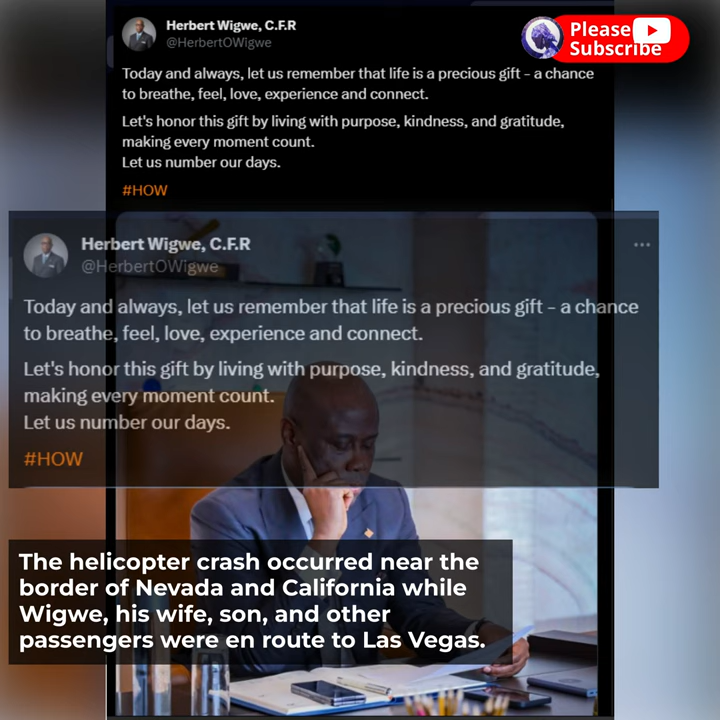 Herbert Wigwe, C.F.R
@HerbertOWigwe
Today and always, let us remember that life is a precious gift – a chance
to breathe, feel, love, experience and connect.
Let's honor this gift by living with purpose, kindness, and gratitude,
making every moment count.
Let us number our days.
#HOW
Please
Subscribe
Herbert Wigwe, C.F.R
@HerbertOWigwe
Today and always, let us remember that life is a precious gift – a chance
to breathe, feel, love, experience and connect.
Let's honor this gift by living with purpose, kindness, and gratitude,
making every moment count.
Let us number our days.
#HOW
The helicopter crash occurred near the
border of Nevada and California while
Wigwe, his wife, son, and other
passengers were en route to Las Vegas.